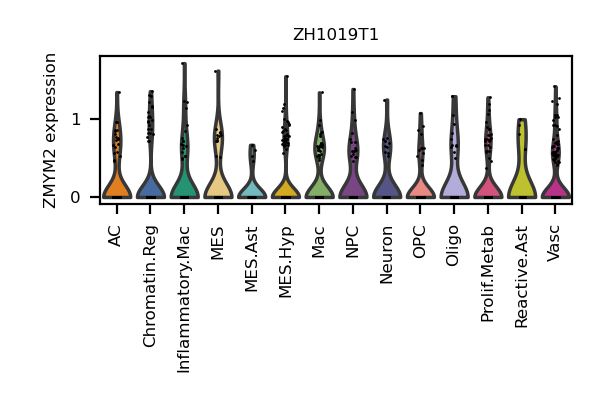 ZH1019T1
ZMYM2 expression
1
0
AC
Chromatin.Reg
Inflammatory.Mac
MES
MES.Ast
MES.Hyp
Mac
NPC
Neuron
OPC
Oligo
Prolif.Metab
Reactive.Ast
Vasc